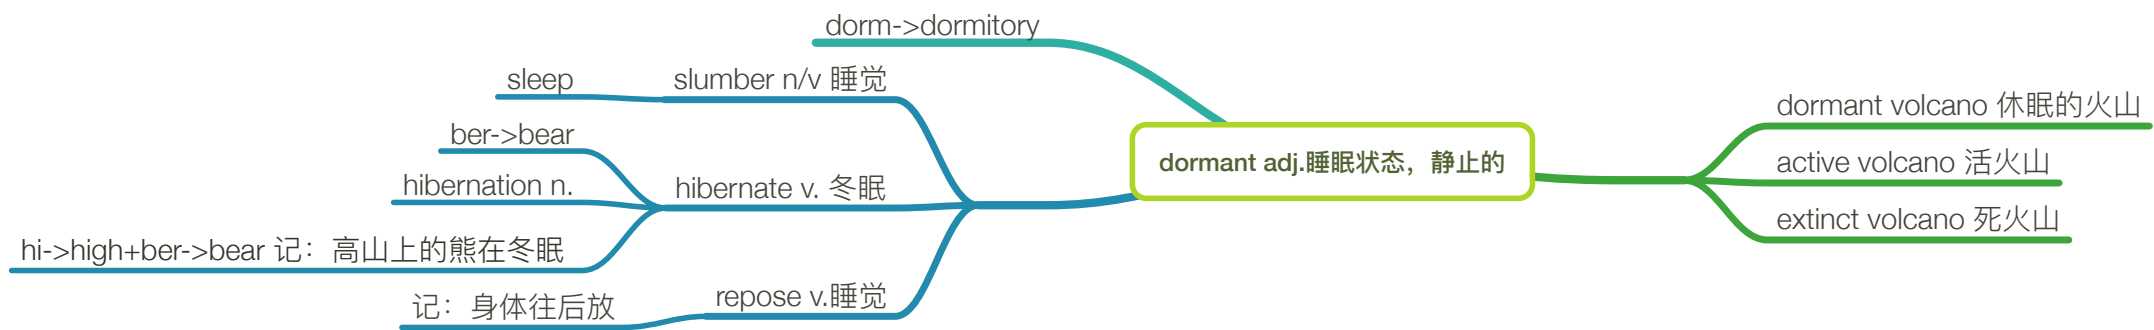 dorm->dormitory
sleep
slumber n/v 睡觉
ber->bear
hibernation n.
hibernate v. 冬眠
hi->high+ber->bear 记：高山上的熊在冬眠
记：身体往后放
repose v.睡觉
dormant adj.睡眠状态，静止的
dormant volcano 休眠的火山
active volcano 活火山
extinct volcano 死火山